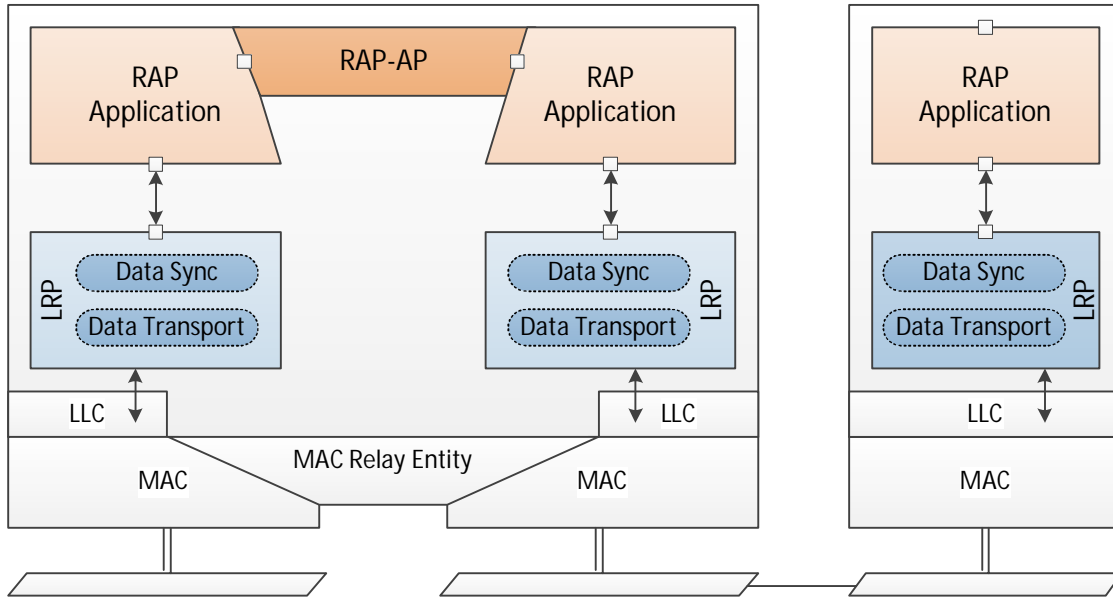 RAP
Application
RAP-AP
RAP
Application
RAP
Application
LRP
Data Sync
Data Transport
Data Sync
Data Transport
LRP
Data Sync
Data Transport
LRP
LLC
LLC
LLC
MAC Relay Entity
MAC
MAC
MAC